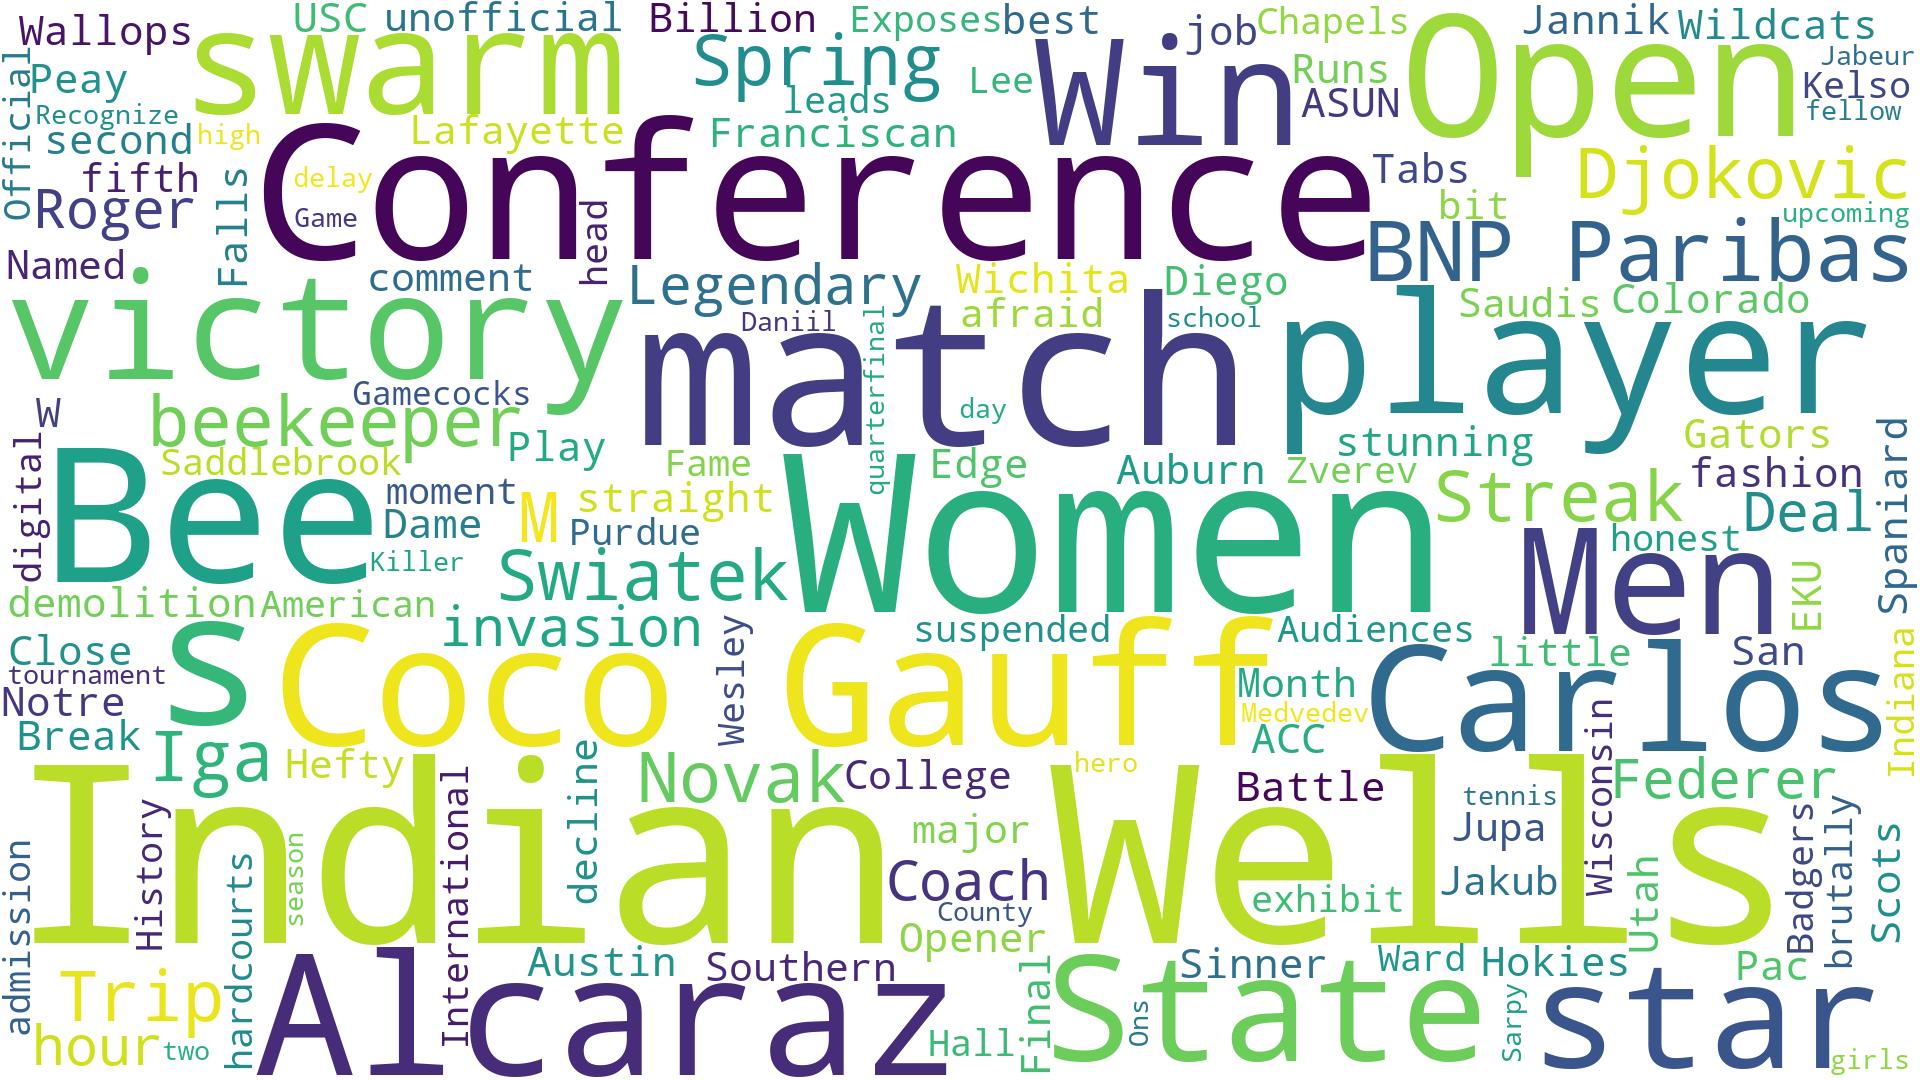 Wallops
USC
unofficial
Billion
Exposes
best
job
Chapels
Jannik
Wildcats
swarm
Spring
Win
Open
Jabeur
Official
Peay
Lee
Runs
Kelso
Recognize
leads
ASUN
fellow
second
high
Lafayette
Franciscan
Conference
Tabs
Djokovic
fifth
delay
Roger
Falls
Game
head
bit
upcoming
BNP Paribas
Named
comment
Legendary
Wichita
Diego
victory
Daniil
afraid
school
Saudis
Colorado
match
player
quarterfinal
Gamecocks
day
W
beekeeper
Play
stunning
Gators
digital
Bee
Saddlebrook
Fame
Edge
Auburn
Zverev
fashion
Spaniard
moment
M
straight
Women
Streak
Deal
Dame
Purdue
Killer
Swiatek
Men
honest
demolition
American
EKU
s
invasion
Wesley
suspended
Audiences
Close
Coco Gauff
Carlos
little
San
Indiana
tournament
Month
Notre
Medvedev
Break
Iga
ACC
Wisconsin
Hefty
decline
Novak
College
hero
Battle
Federer
Indian Wells
International
tennis
History
major
Jupa
Badgers
brutally
Scots
admission
hardcourts
season
Coach
Jakub
exhibit
Utah
County
Opener
Trip
Alcaraz
Austin
Southern
Final
State
Sinner
Ward
Hokies
Pac
star
hour
two
Hall
Ons
Sarpy
girls